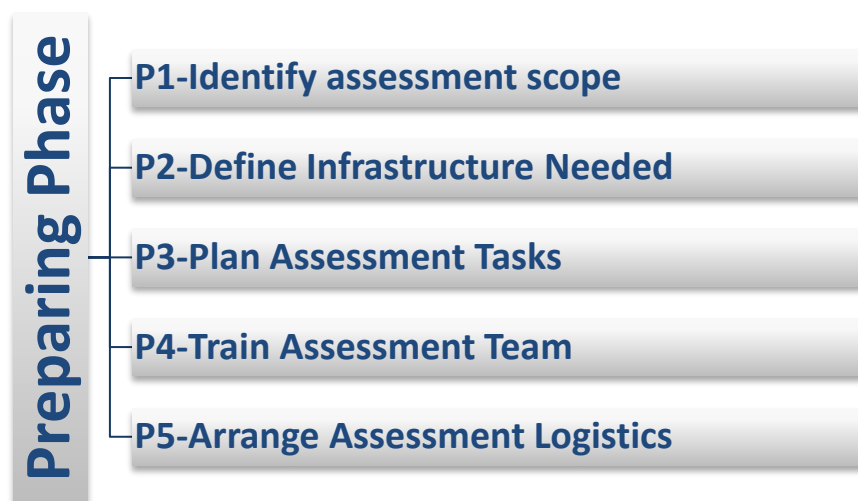 Preparing Phase
P1-Identify assessment scope
P2-Define Infrastructure Needed
P3-Plan Assessment Tasks
P4-Train Assessment Team
P5-Arrange Assessment Logistics